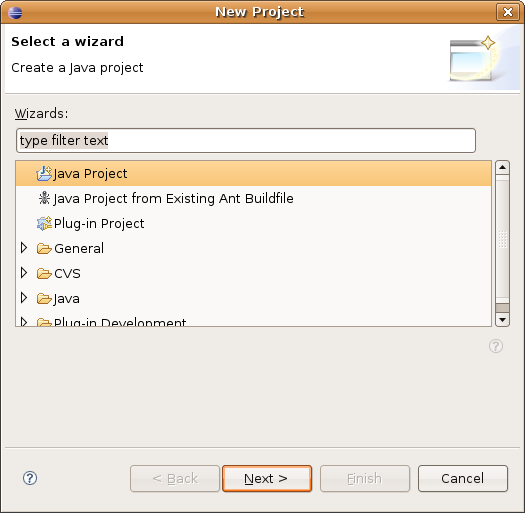 New Project
Select a wizard
Create a Java project
Wizards:
type filter text
Java Project
Java Project from Existing Ant Buildfile
Plug-in Project
General
CVS
Java
Plug-in Development
< Back Next > Finish Cancel